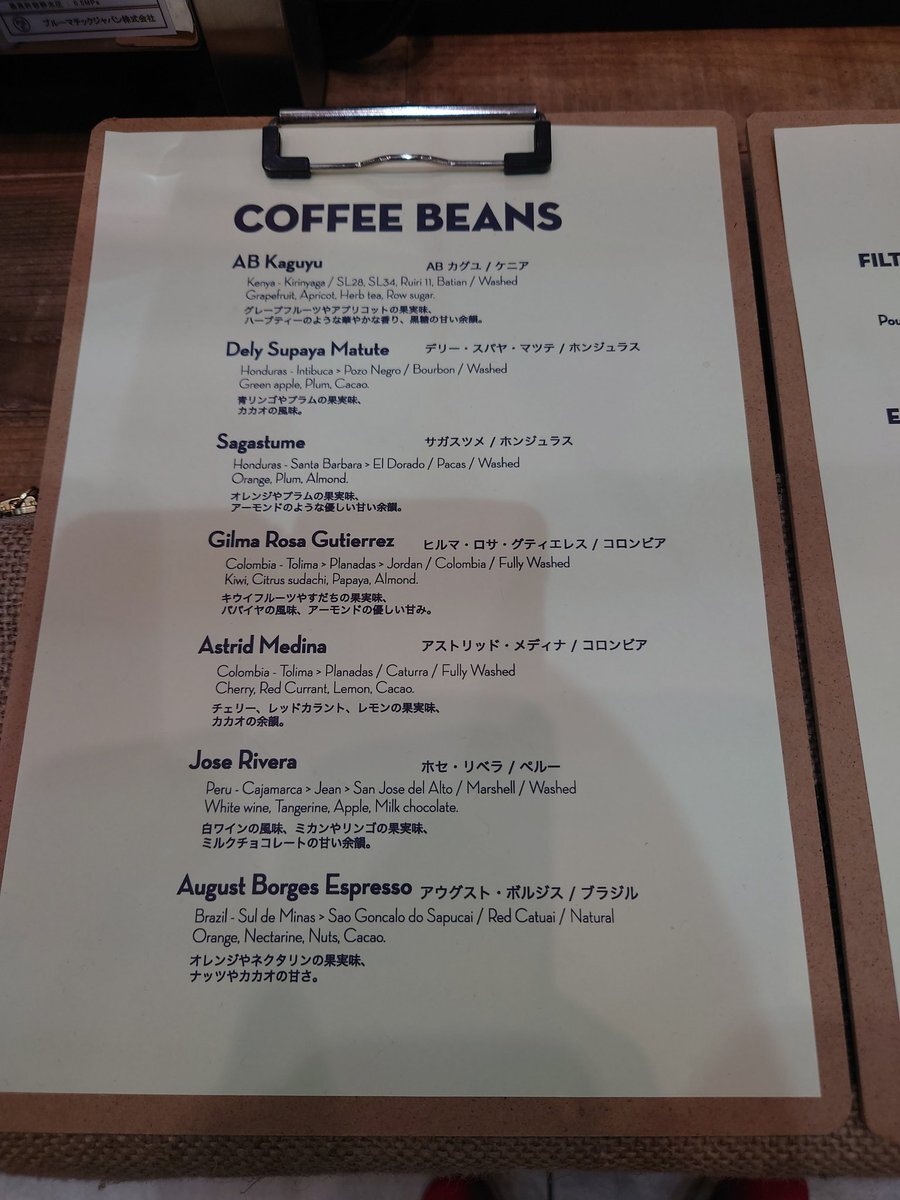 0.6MPa
ブルーマチックジャパン株式会社
COFFEE BEANS
AB Kaguyu AB カグユ / ケニア
Kenya - Kirinyaga / SL28, SL34, Ruiri 11, Batian / Washed
Grapefruit, Apricot, Herb tea, Row sugar.
グレープフルーツやアプリコットの果実味、
ハーブティーのような華やかな香り、黒糖の甘い余韻。
Dely Supaya Matute デリー・スパヤ・マツテ / ホンジュラス
Honduras - Intibuca > Pozo Negro / Bourbon / Washed
Green apple, Plum, Cacao.
青リンゴやプラムの果実味、
カカオの風味。
Sagastume サガスツメ / ホンジュラス
Honduras - Santa Barbara > El Dorado / Pacas / Washed
Orange, Plum, Almond.
オレンジやプラムの果実味、
アーモンドのような優しい甘い余韻。
Gilma Rosa Gutierrez ヒルマ・ロサ・グティエレス / コロンビア
Colombia - Tolima > Planadas > Jordan / Colombia / Fully Washed
Kiwi, Citrus sudachi, Papaya, Almond.
キウイフルーツやすだちの果実味、
パパイヤの風味、アーモンドの優しい甘み。
Astrid Medina アストリッド・メディナ / コロンビア
Colombia - Tolima > Planadas / Caturra / Fully Washed
Cherry, Red Currant, Lemon, Cacao.
チェリー、レッドカラント、レモンの果実味、
カカオの余韻。
Jose Rivera ホセ・リベラ / ペルー
Peru - Cajamarca > Jean > San Jose del Alto / Marshell / Washed
White wine, Tangerine, Apple, Milk chocolate.
白ワインの風味、ミカンやリンゴの果実味、
ミルクチョコレートの甘い余韻。
August Borges Espresso アウグスト・ボルジス / ブラジル
Brazil - Sul de Minas > Sao Goncalo do Sapucai / Red Catuai / Natural
Orange, Nectarine, Nuts, Cacao.
オレンジやネクタリンの果実味、
ナッツやカカオの甘さ。
FILT
Pou
E